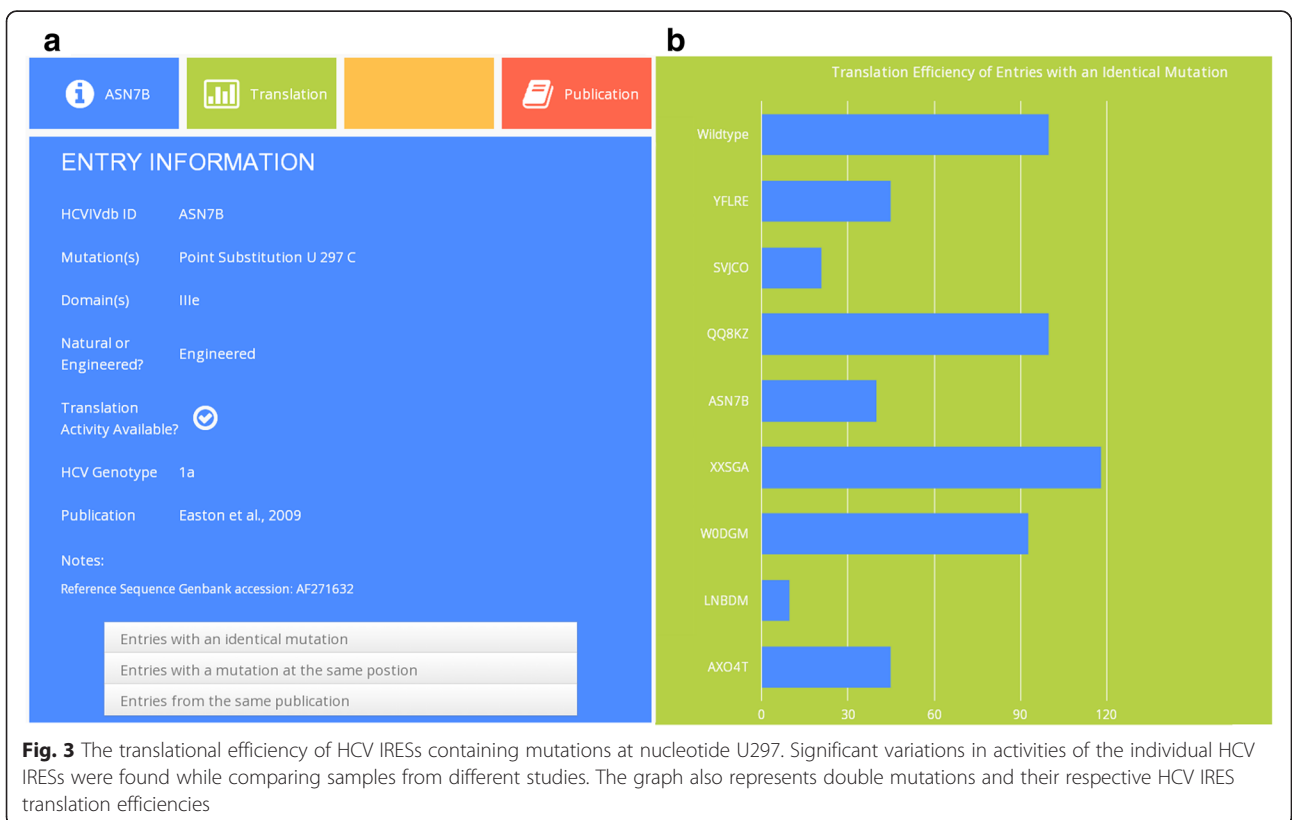 a
ASN7B
Translation
Publication
ENTRY INFORMATION
HCVIVdb ID ASN7B
Mutation(s) Point Substitution U 297 C
Domain(s) IIIe
Natural or
Engineered? Engineered
Translation
Activity Available?
HCV Genotype 1a
Publication Easton et al., 2009
Notes:
Reference Sequence Genbank accession: AF271632
Entries with an identical mutation
Entries with a mutation at the same postion
Entries from the same publication
b
Translation Efficiency of Entries with an Identical Mutation
Wildtype
YFLRE
SVJCO
QQ8KZ
ASN7B
XXSGA
W0DGM
LNBDM
AXO4T
0 30 60 90 120
Fig. 3 The translational efficiency of HCV IRESs containing mutations at nucleotide U297. Significant variations in activities of the individual HCV
IRESs were found while comparing samples from different studies. The graph also represents double mutations and their respective HCV IRES
translation efficiencies